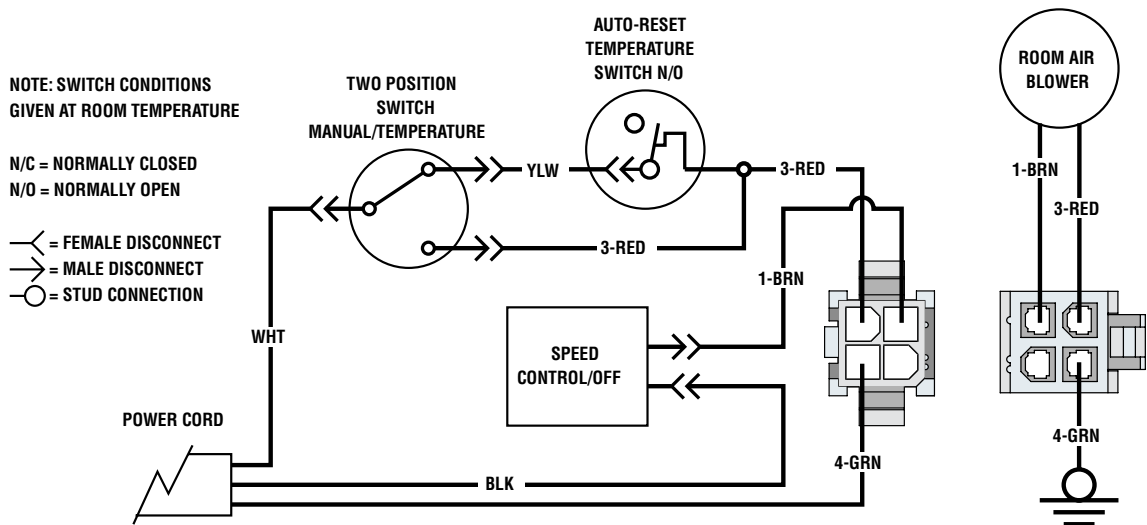 NOTE: SWITCH CONDITIONS
GIVEN AT ROOM TEMPERATURE
N/C = NORMALLY CLOSED
N/O = NORMALLY OPEN
= FEMALE DISCONNECT
= MALE DISCONNECT
= STUD CONNECTION
TWO POSITION
SWITCH
MANUAL/TEMPERATURE
AUTO-RESET
TEMPERATURE
SWITCH N/O
ROOM AIR
BLOWER
YLW
3-RED
3-RED
1-BRN
WHT
SPEED
CONTROL/OFF
POWER CORD
BLK
4-GRN
1-BRN
3-RED
4-GRN